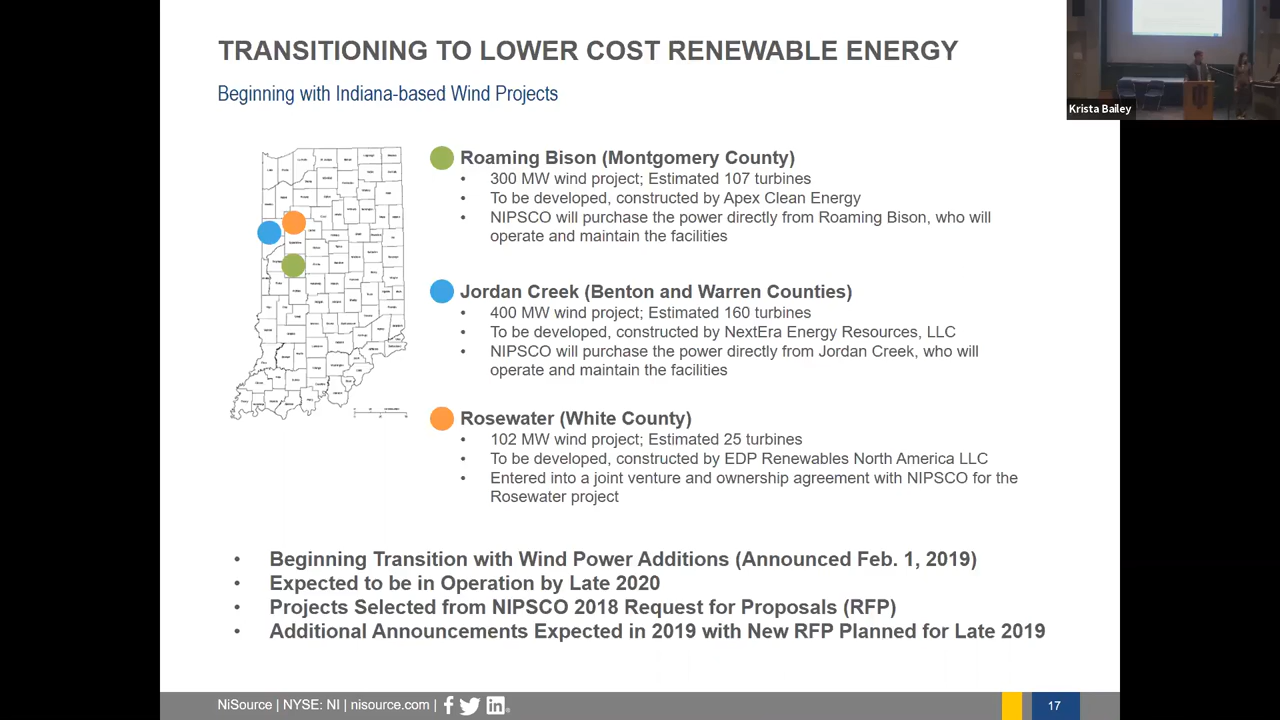 TRANSITIONING TO LOWER COST RENEWABLE ENERGY
Beginning with Indiana-based Wind Projects
Krista Bailey
Roaming Bison (Montgomery County)
• 300 MW wind project; Estimated 107 turbines
• To be developed, constructed by Apex Clean Energy
• NIPSCO will purchase the power directly from Roaming Bison, who will
operate and maintain the facilities
Jordan Creek (Benton and Warren Counties)
• 400 MW wind project; Estimated 160 turbines
• To be developed, constructed by NextEra Energy Resources, LLC
• NIPSCO will purchase the power directly from Jordan Creek, who will
operate and maintain the facilities
Rosewater (White County)
• 102 MW wind project; Estimated 25 turbines
• To be developed, constructed by EDP Renewables North America LLC
• Entered into a joint venture and ownership agreement with NIPSCO for the
Rosewater project
• Beginning Transition with Wind Power Additions (Announced Feb. 1, 2019)
• Expected to be in Operation by Late 2020
• Projects Selected from NIPSCO 2018 Request for Proposals (RFP)
• Additional Announcements Expected in 2019 with New RFP Planned for Late 2019
NiSource | NYSE: NI | nisource.com |
17